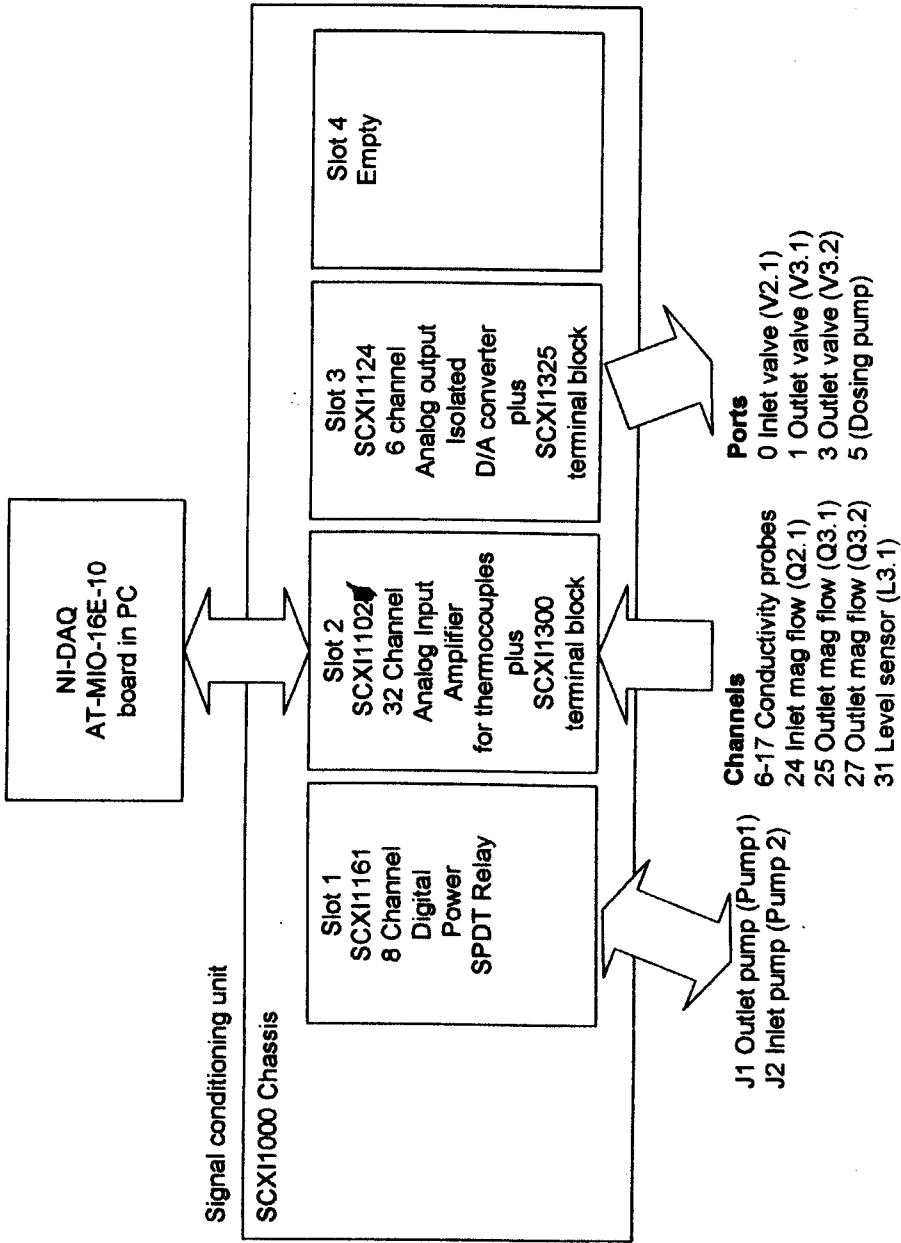 NI-DAQ
AT-MIO-16E-10
board in PC
Signal conditioning unit
SCXI1000 Chassis
Slot 1
SCXI1161
8 Channel
Digital
Power
SPDT Relay
Slot 2
SCXI1102
32 Channel
Analog Input
Amplifier
for thermocouples
plus
SCXI1300
terminal block
Slot 3
SCXI1124
6 channel
Analog output
Isolated
D/A converter
plus
SCXI1325
terminal block
Slot 4
Empty
J1 Outlet pump (Pump1)
J2 Inlet pump (Pump 2)
Channels
6-17 Conductivity probes
24 Inlet mag flow (Q2.1)
25 Outlet mag flow (Q3.1)
27 Outlet mag flow (Q3.2)
31 Level sensor (L3.1)
Ports
0 Inlet valve (V2.1)
1 Outlet valve (V3.1)
3 Outlet valve (V3.2)
5 (Dosing pump)